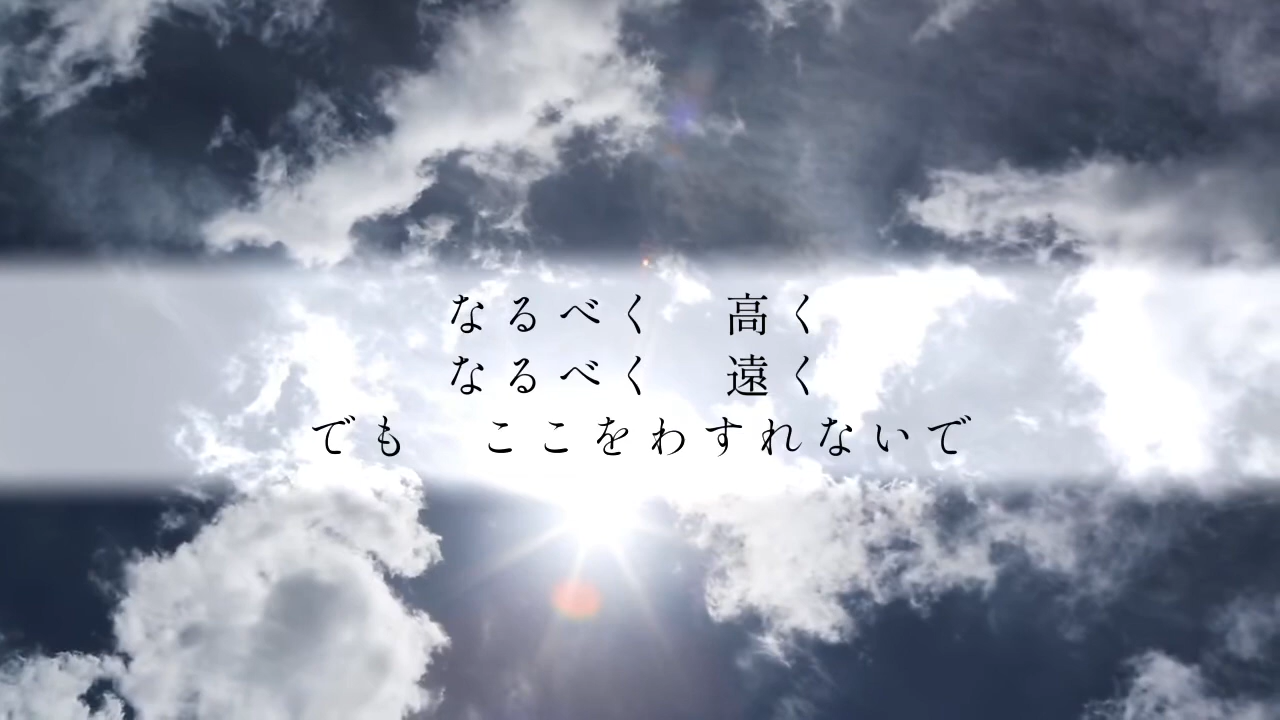 なるべく　高く
なるべく　遠く
でも　ここをわすれないで